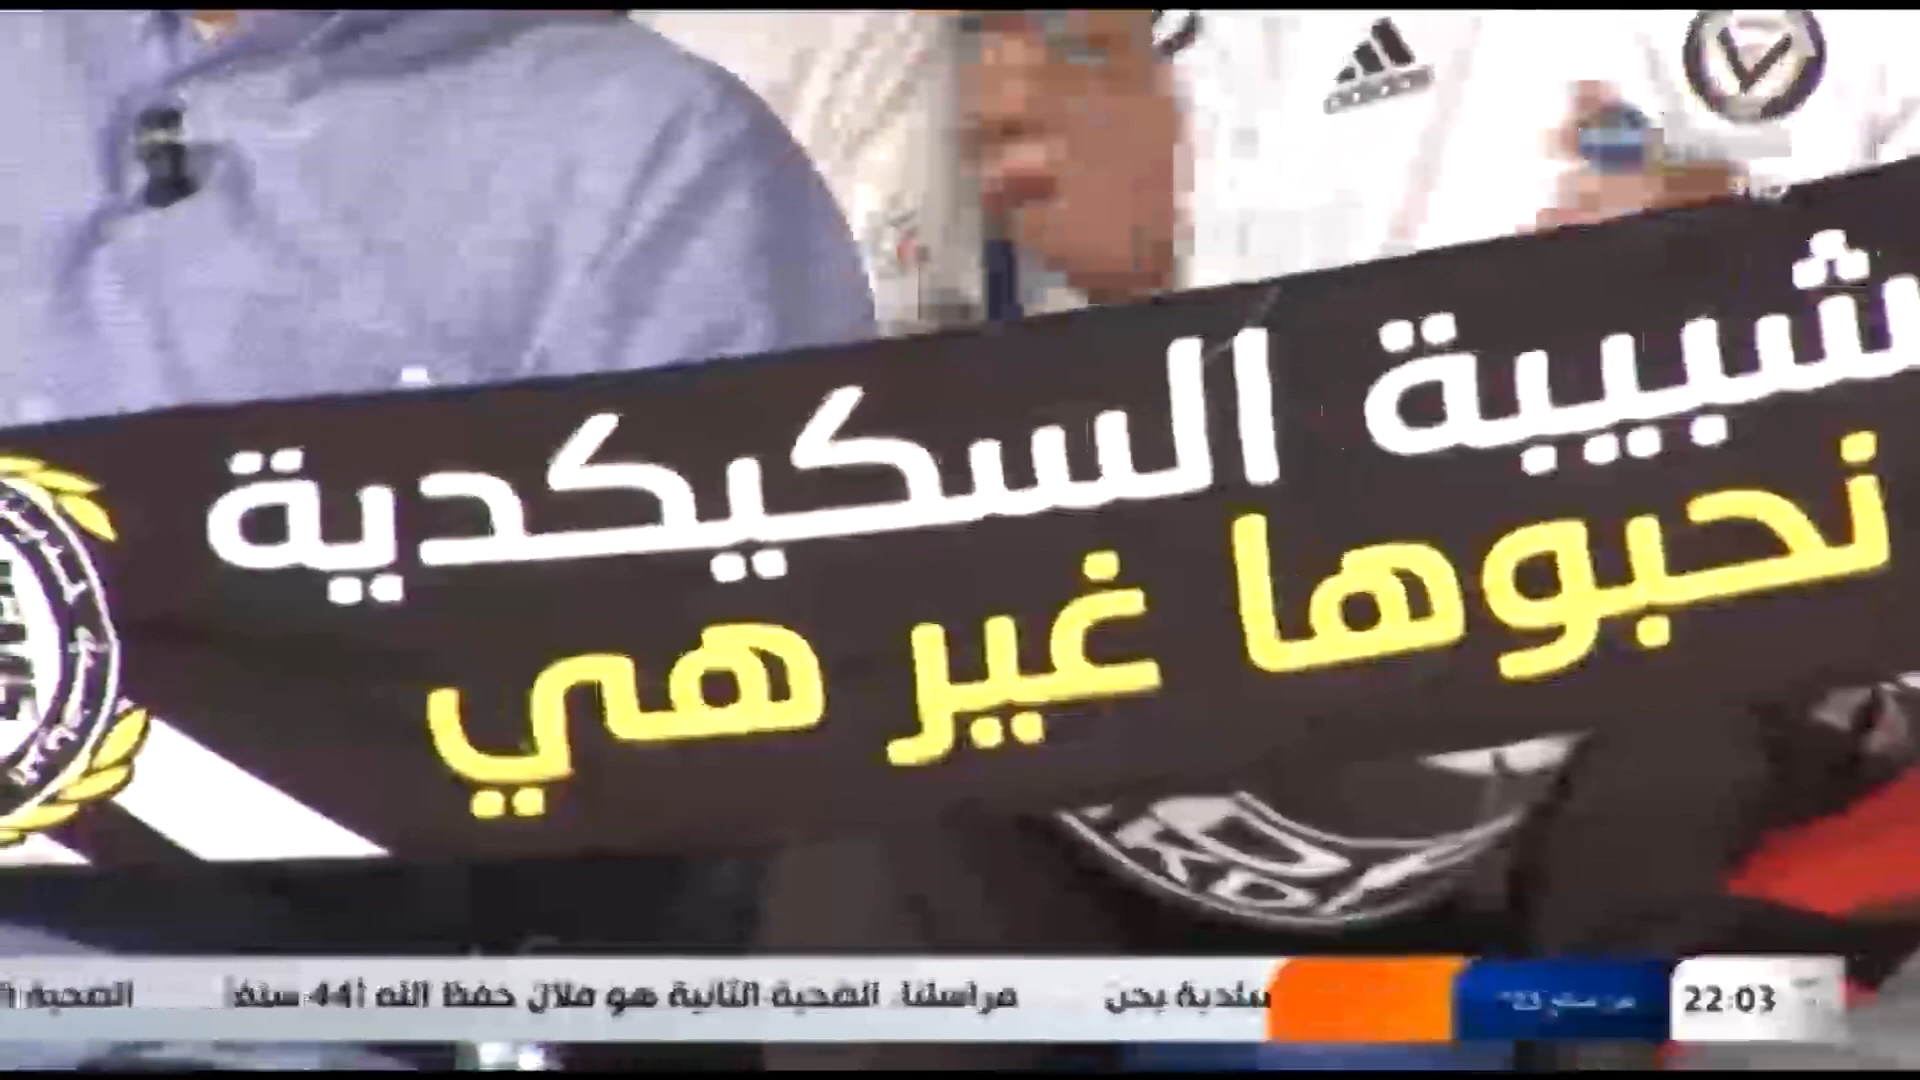 شبيبة السكيكدية
نحبوها غير هي
مراسلنا. الضحية الثانية هو ملال حفظ الله (44 سنة)
22:03